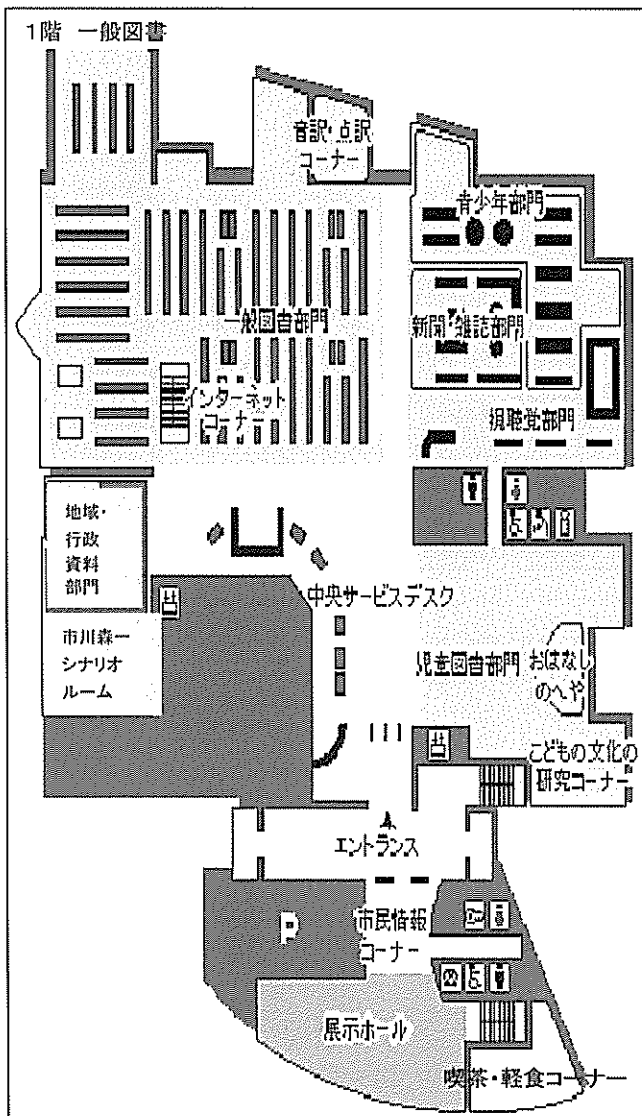 1階 一般図書
音訳・点訳
コーナー
青少年部門
一般図書部門
新聞・雑誌部門
インターネット
コーナー
視聴覚部門
地域・
行政
資料
部門
中央サービスデスク
市川森一
シナリオ
ルーム
児童図書部門
おはなし
のへや
こどもの文化の
研究コーナー
エントランス
P
市民情報
コーナー
展示ホール
喫茶・軽食コーナー